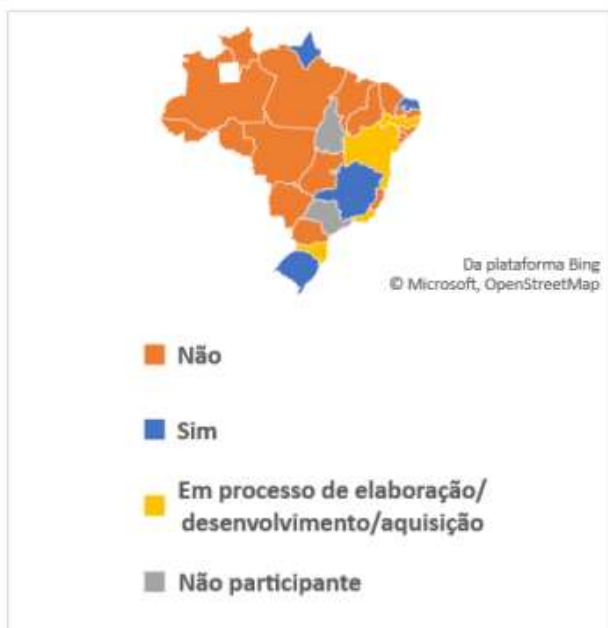 Da plataforma Bing
© Microsoft, OpenStreetMap
Não
Sim
Em processo de elaboração/
desenvolvimento/aquisição
Não participante